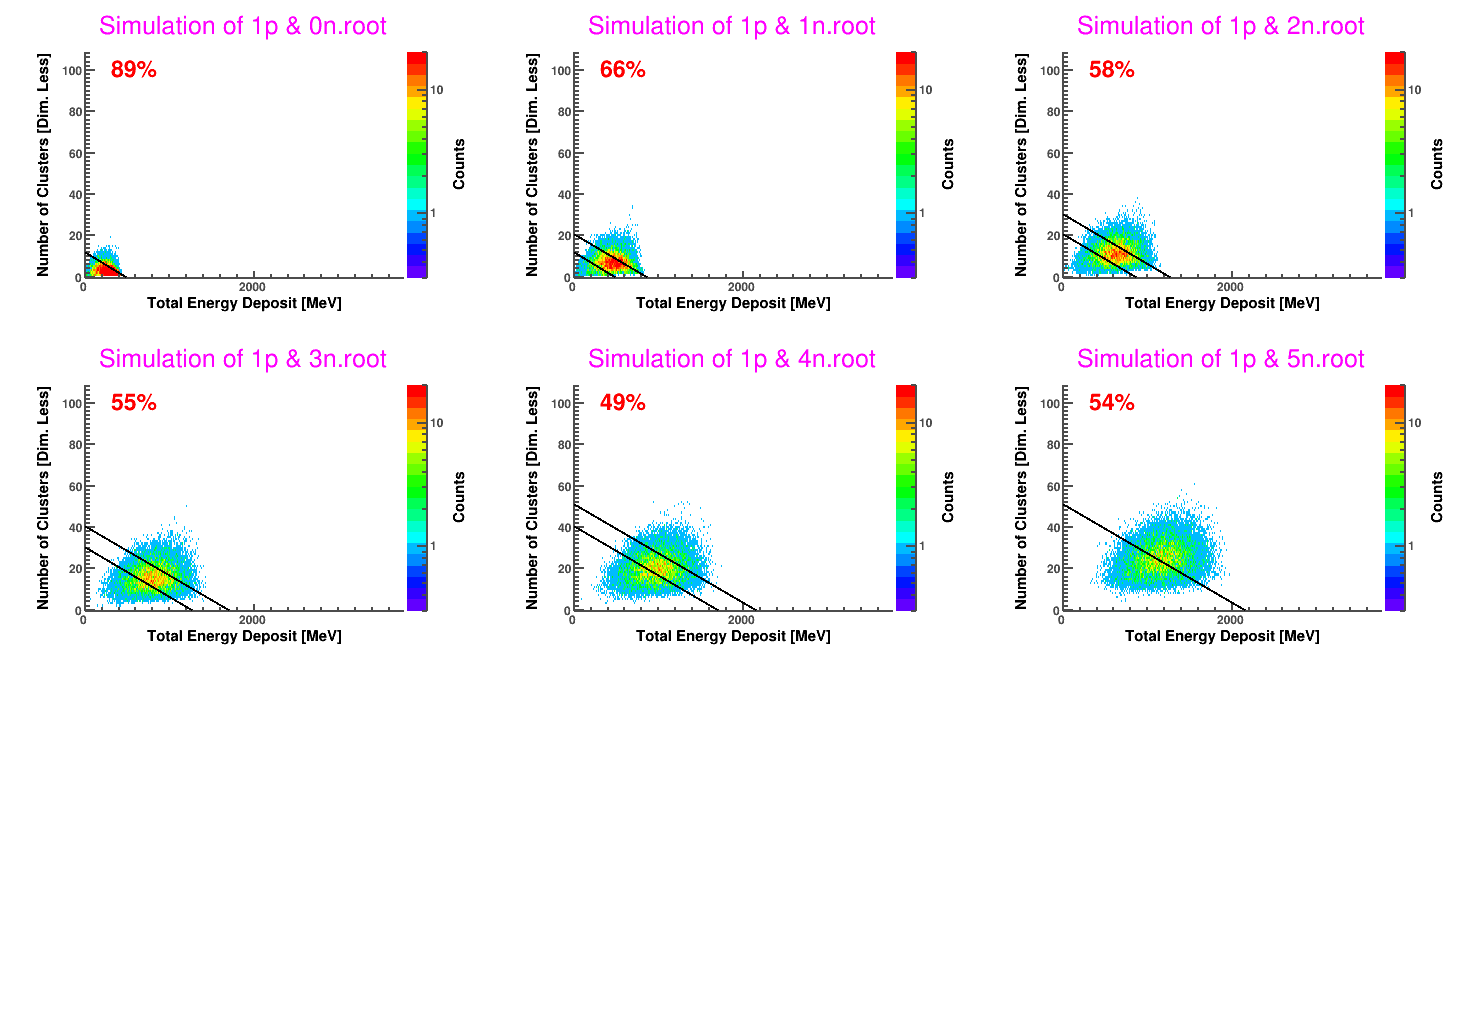 Simulation of 1p & 0n.root
Number of Clusters [Dim. Less]
100
80
60
40
20
0
89%
10
1
Counts
0
2000
Total Energy Deposit [MeV]
Simulation of 1p & 1n.root
Number of Clusters [Dim. Less]
100
80
60
40
20
0
66%
10
1
Counts
0
2000
Total Energy Deposit [MeV]
Simulation of 1p & 2n.root
Number of Clusters [Dim. Less]
100
80
60
40
20
0
58%
10
1
Counts
0
2000
Total Energy Deposit [MeV]
Simulation of 1p & 3n.root
Number of Clusters [Dim. Less]
100
80
60
40
20
0
55%
10
1
Counts
0
2000
Total Energy Deposit [MeV]
Simulation of 1p & 4n.root
Number of Clusters [Dim. Less]
100
80
60
40
20
0
49%
10
1
Counts
0
2000
Total Energy Deposit [MeV]
Simulation of 1p & 5n.root
Number of Clusters [Dim. Less]
100
80
60
40
20
0
54%
10
1
Counts
0
2000
Total Energy Deposit [MeV]